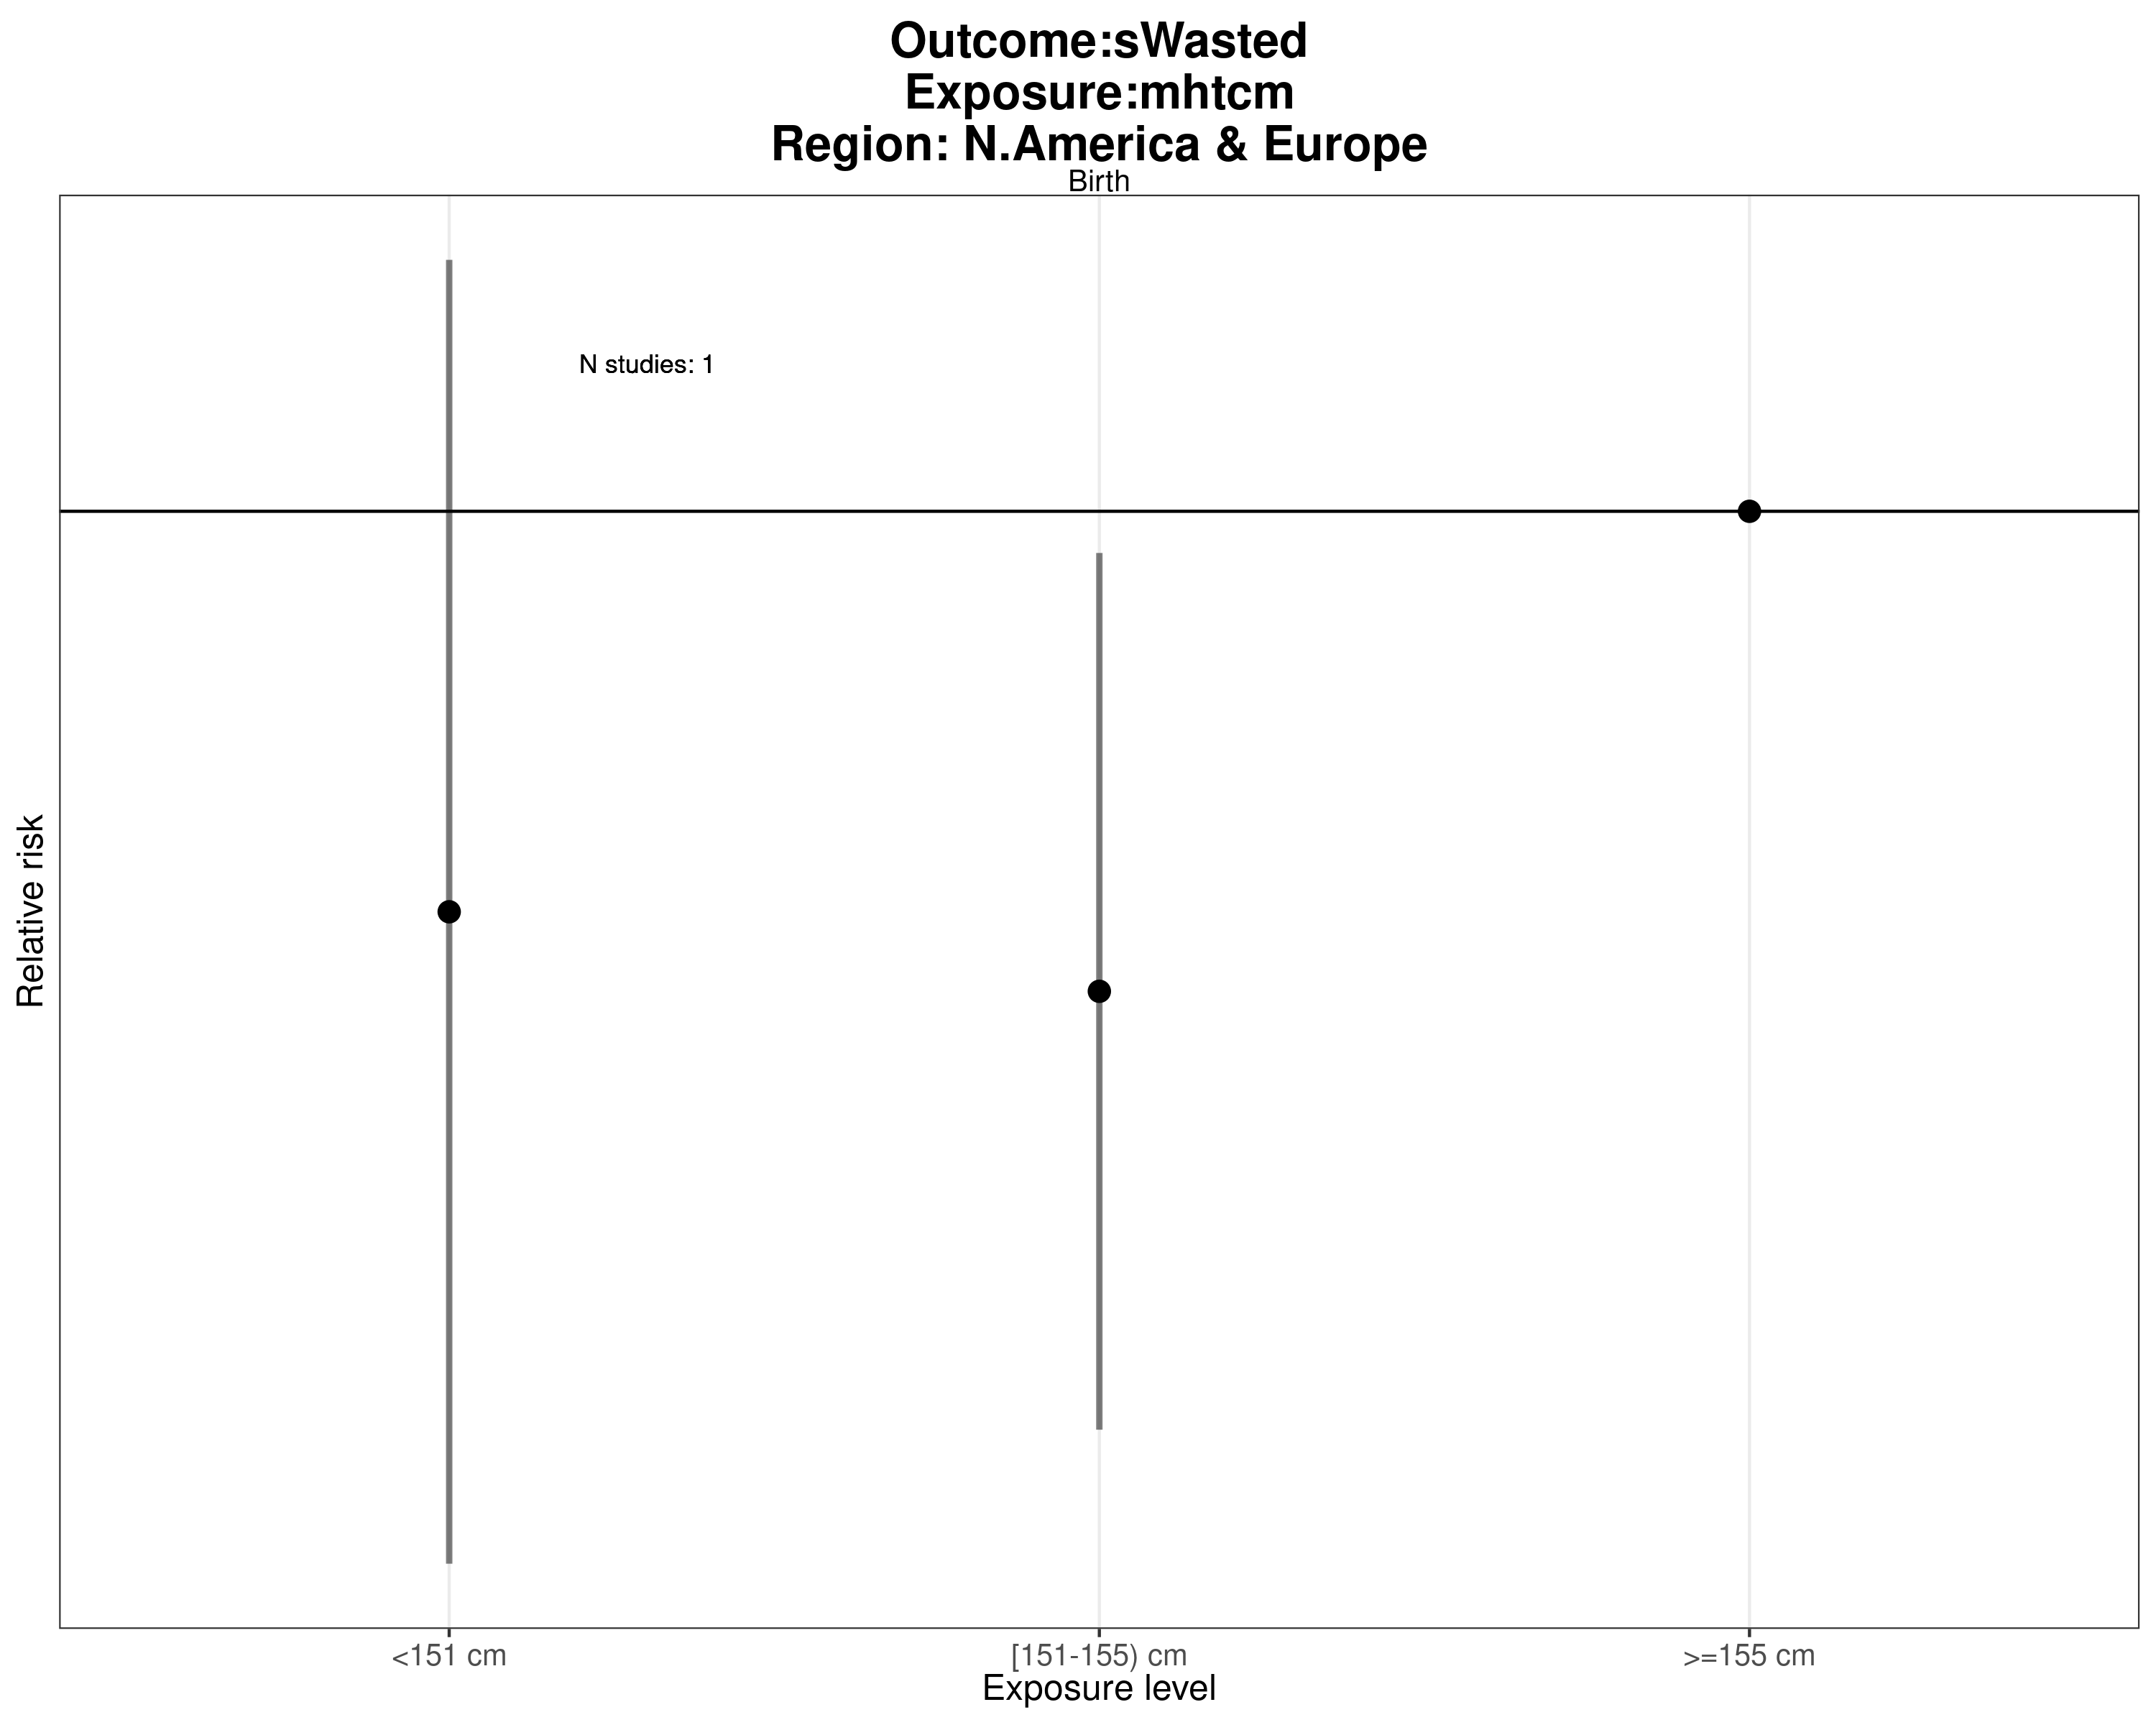 Outcome:sWasted
Exposure:mhtcm
Region: N.America & Europe
Birth
N studies: 1
Relative risk
<151 cm
[151-155) cm
>=155 cm
Exposure level